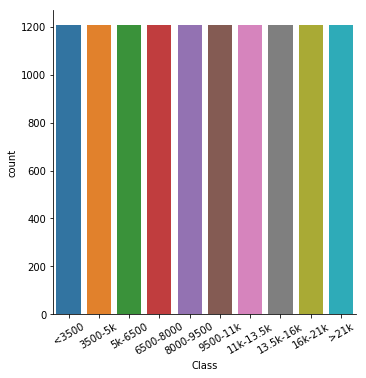 1200
1000
800
600
400
200
0
count
<3500
3500-5k
5k-6500
6500-8000
8000-9500
9500-11k
11k-13.5k
13.5k-16k
16k-21k
>21k
Class